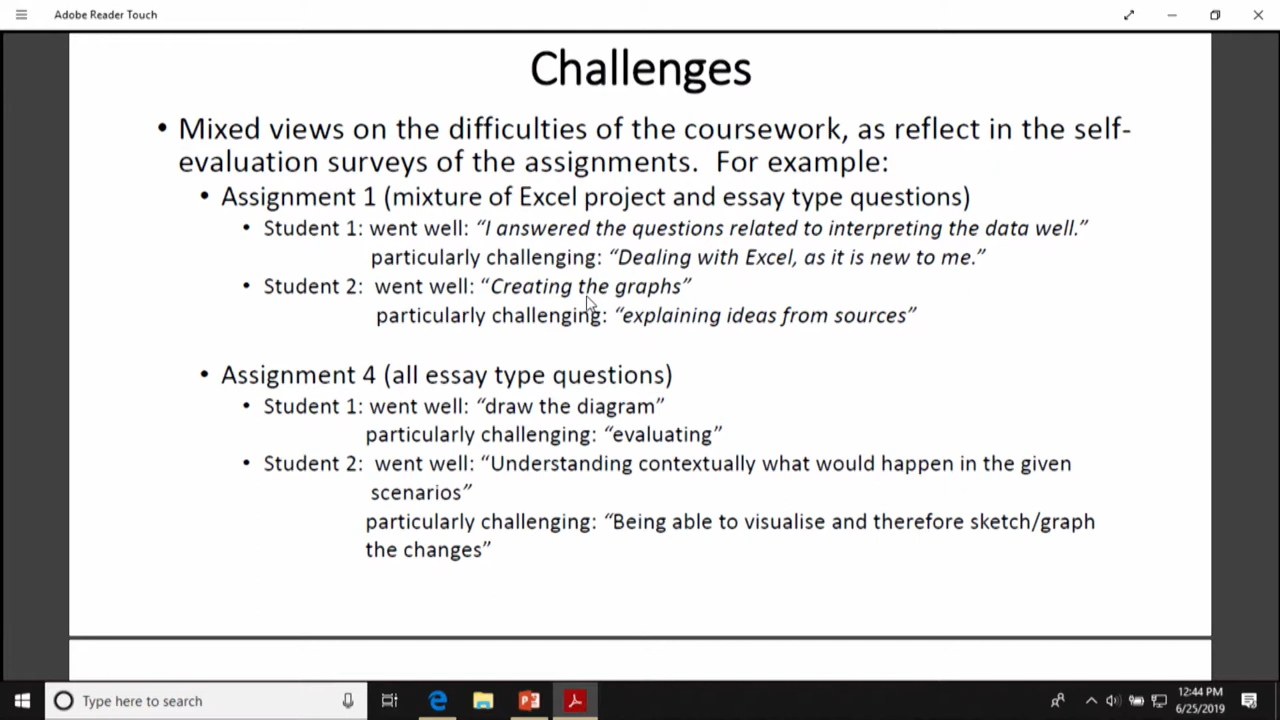 Adobe Reader Touch
Challenges
• Mixed views on the difficulties of the coursework, as reflect in the self-
evaluation surveys of the assignments. For example:
• Assignment 1 (mixture of Excel project and essay type questions)
• Student 1: went well: “I answered the questions related to interpreting the data well.”
particularly challenging: “Dealing with Excel, as it is new to me.”
• Student 2: went well: “Creating the graphs”
particularly challenging: “explaining ideas from sources”
• Assignment 4 (all essay type questions)
• Student 1: went well: “draw the diagram”
particularly challenging: “evaluating”
• Student 2: went well: “Understanding contextually what would happen in the given
scenarios”
particularly challenging: “Being able to visualise and therefore sketch/graph
the changes”
Type here to search
12:44 PM
6/25/2019